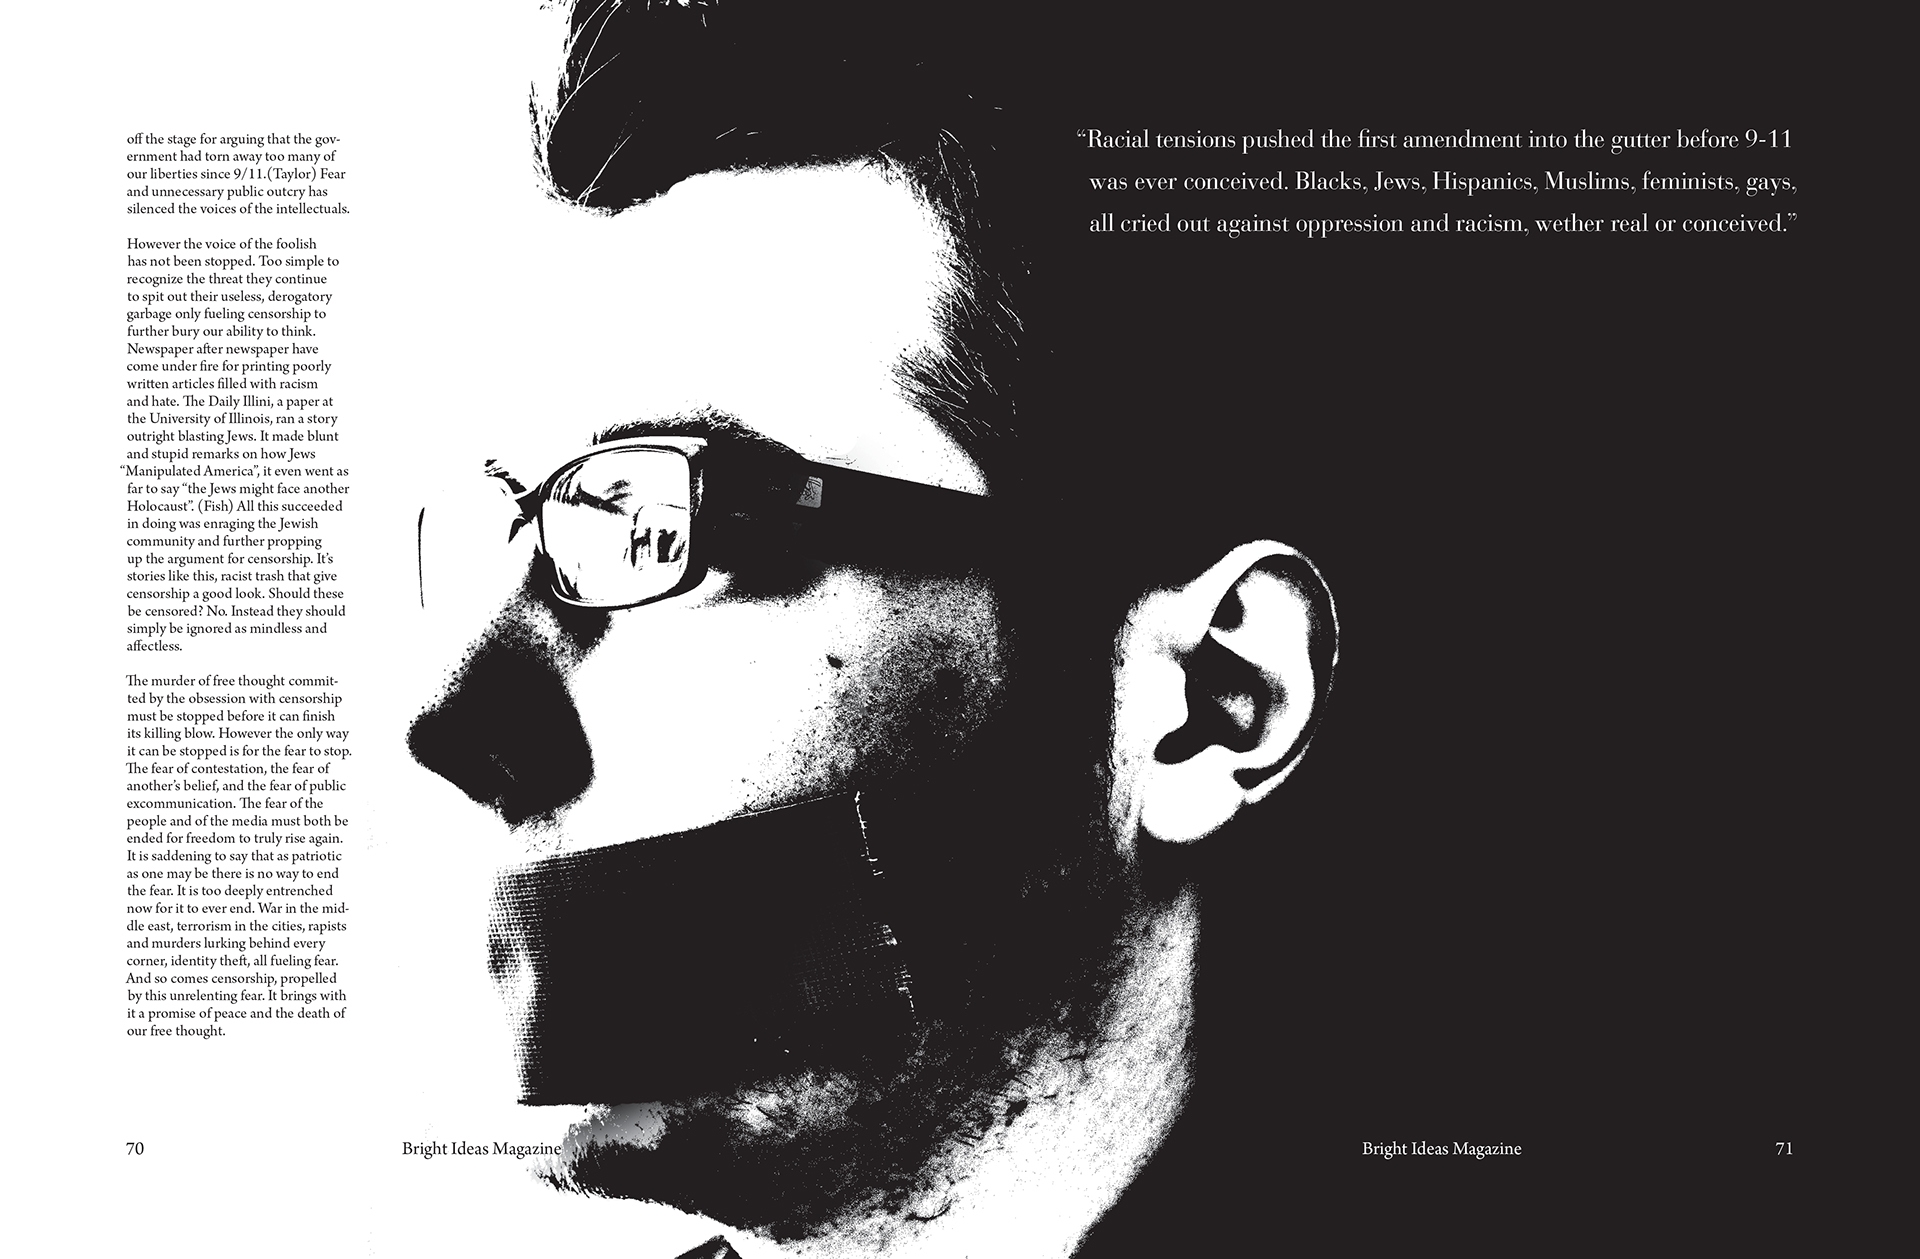 off the stage for arguing that the gov-
ernment had torn away too many of
our liberties since 9/11.(Taylor) Fear
and unnecessary public outcry has
silenced the voices of the intellectuals.
However the voice of the foolish
has not been stopped. Too simple to
recognize the threat they continue
to spit out their useless, derogatory
garbage only fueling censorship to
further bury our ability to think.
Newspaper after newspaper have
come under fire for printing poorly
written articles filled with racism
and hate. The Daily Illini, a paper at
the University of Illinois, ran a story
outright blasting Jews. It made blunt
and stupid remarks on how Jews
“Manipulated America”, it even went as
far to say “the Jews might face another
Holocaust”. (Fish) All this succeeded
in doing was enraging the Jewish
community and further propping
up the argument for censorship. It’s
stories like this, racist trash that give
censorship a good look. Should these
be censored? No. Instead they should
simply be ignored as mindless and
affectless.
The murder of free thought commit-
ted by the obsession with censorship
must be stopped before it can finish
its killing blow. However the only way
it can be stopped is for the fear to stop.
The fear of contestation, the fear of
another’s belief, and the fear of public
excommunication. The fear of the
people and of the media must both be
ended for freedom to truly rise again.
It is saddening to say that as patriotic
as one may be there is no way to end
the fear. It is too deeply entrenched
now for it to ever end. War in the mid-
dle east, terrorism in the cities, rapists
and murders lurking behind every
corner, identity theft, all fueling fear.
And so comes censorship, propelled
by this unrelenting fear. It brings with
it a promise of peace and the death of
our free thought.
70
Bright Ideas Magazine
“Racial tensions pushed the first amendment into the gutter before 9-11
was ever conceived. Blacks, Jews, Hispanics, Muslims, feminists, gays,
all cried out against oppression and racism, wether real or conceived.”
Bright Ideas Magazine
71